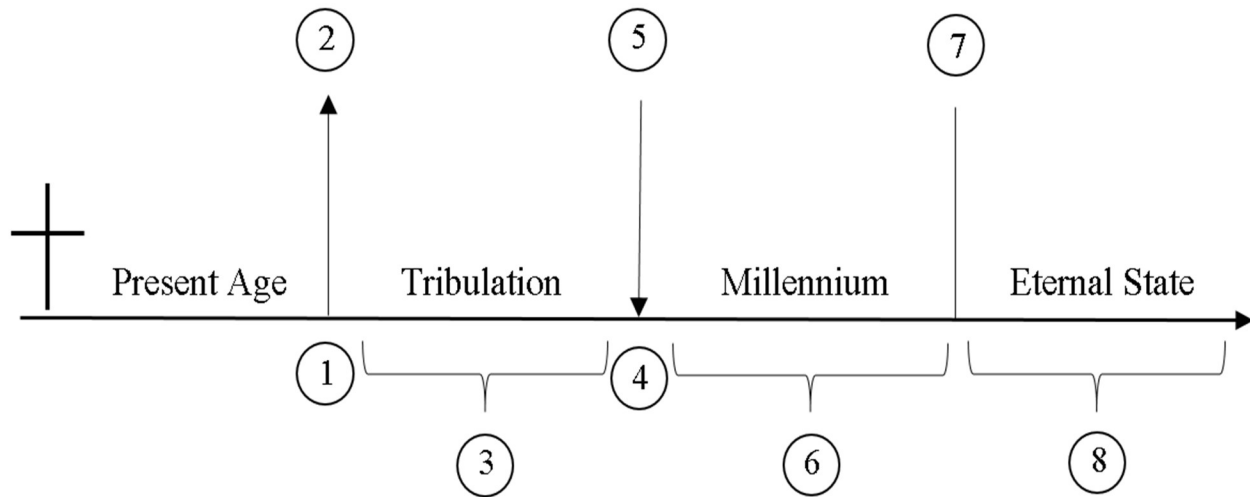 2
5
7
Present Age
Tribulation
Millennium
Eternal State
1
4
3
6
8